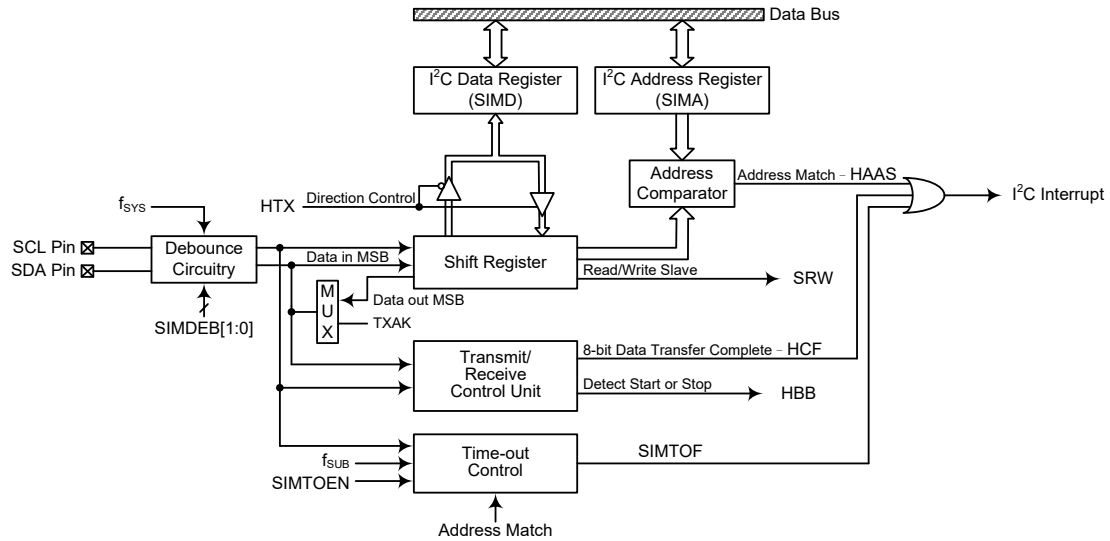 Data Bus
I²C Data Register
(SIMD)
I²C Address Register
(SIMA)
Address
Comparator
Address Match - HAAS
I²C Interrupt
HTX
Direction Control
fSYS
SCL Pin
SDA Pin
Debounce
Circuitry
SIMDEB[1:0]
Data in MSB
Shift Register
Read/Write Slave
SRW
M
U
X
Data out MSB
TXAK
Transmit/
Receive
Control Unit
8-bit Data Transfer Complete - HCF
Detect Start or Stop
HBB
Time-out
Control
SIMTOF
fSUB
SIMTOEN
Address Match